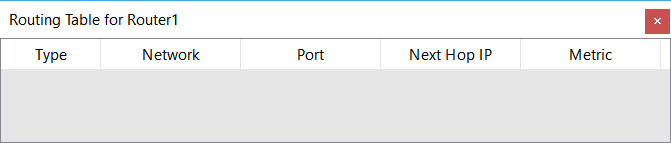 Routing Table for Router1
Type Network Port Next Hop IP Metric